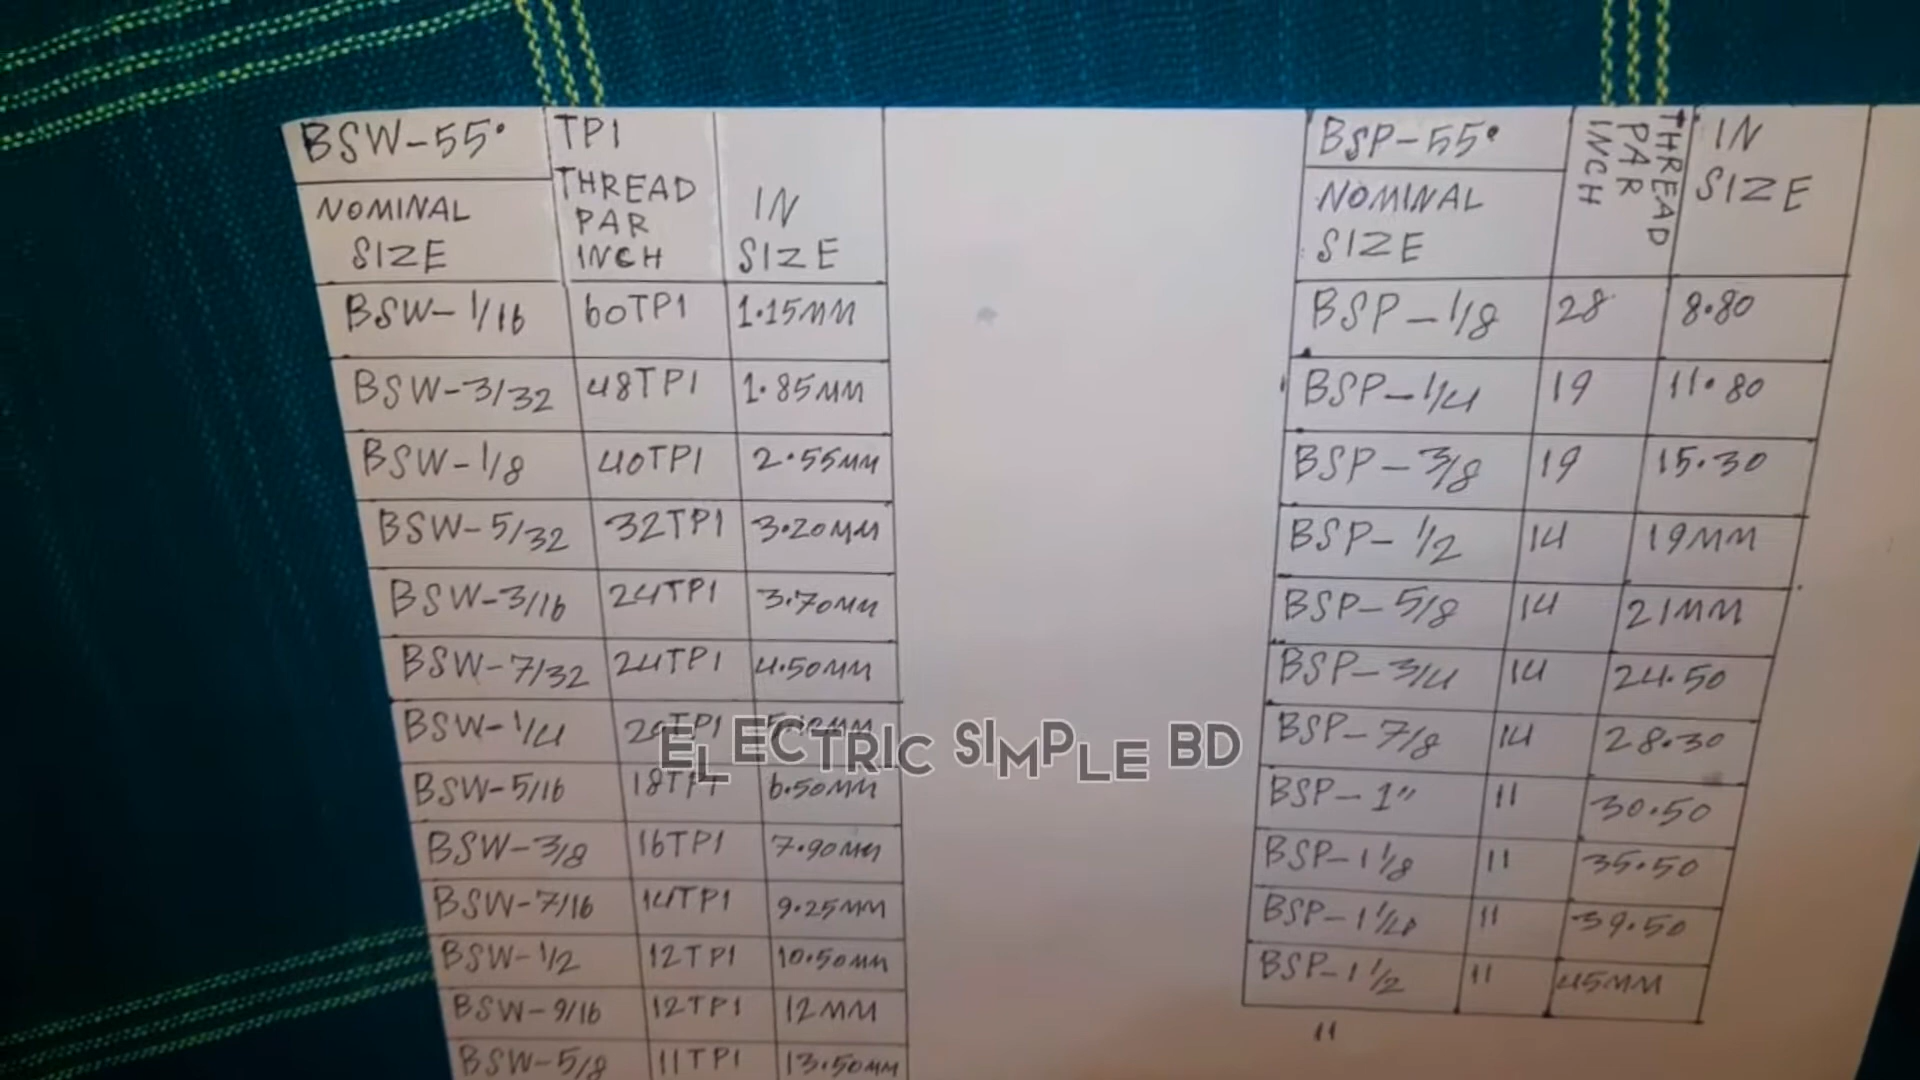 BSW-55°
TPI
THREAD
PAR
INCH
IN
SIZE
NOMINAL
SIZE
BSW-1/16 60TPI 1.15MM
BSW-3/32 48TPI 1.85MM
BSW-1/8 40TPI 2.55MM
BSW-5/32 32TPI 3.20MM
BSW-3/16 24TPI 3.70MM
BSW-7/32 24TPI 4.50MM
BSW-1/4 20TPI
BSW-5/16 18TPI 6.50MM
BSW-3/8 16TPI 7.90MM
BSW-7/16 14TPI 9.25MM
BSW-1/2 12TPI 10.50MM
BSW-9/16 12TPI 12MM
BSW-5/8 11TPI 13.50MM
BSP-55°
THREAD
PAR
INCH
IN
SIZE
NOMINAL
SIZE
BSP-1/8 28 8.80
BSP-1/4 19 11.80
BSP-3/8 19 15.30
BSP-1/2 14 19MM
BSP-5/8 14 21MM
BSP-3/4 14 24.50
BSP-7/8 14 28.30
BSP-1" 11 30.50
BSP-1 1/8 11 35.50
BSP-1 1/4 11 39.50
BSP-1 1/2 11 45MM
11
ELECTRIC SIMPLE BD